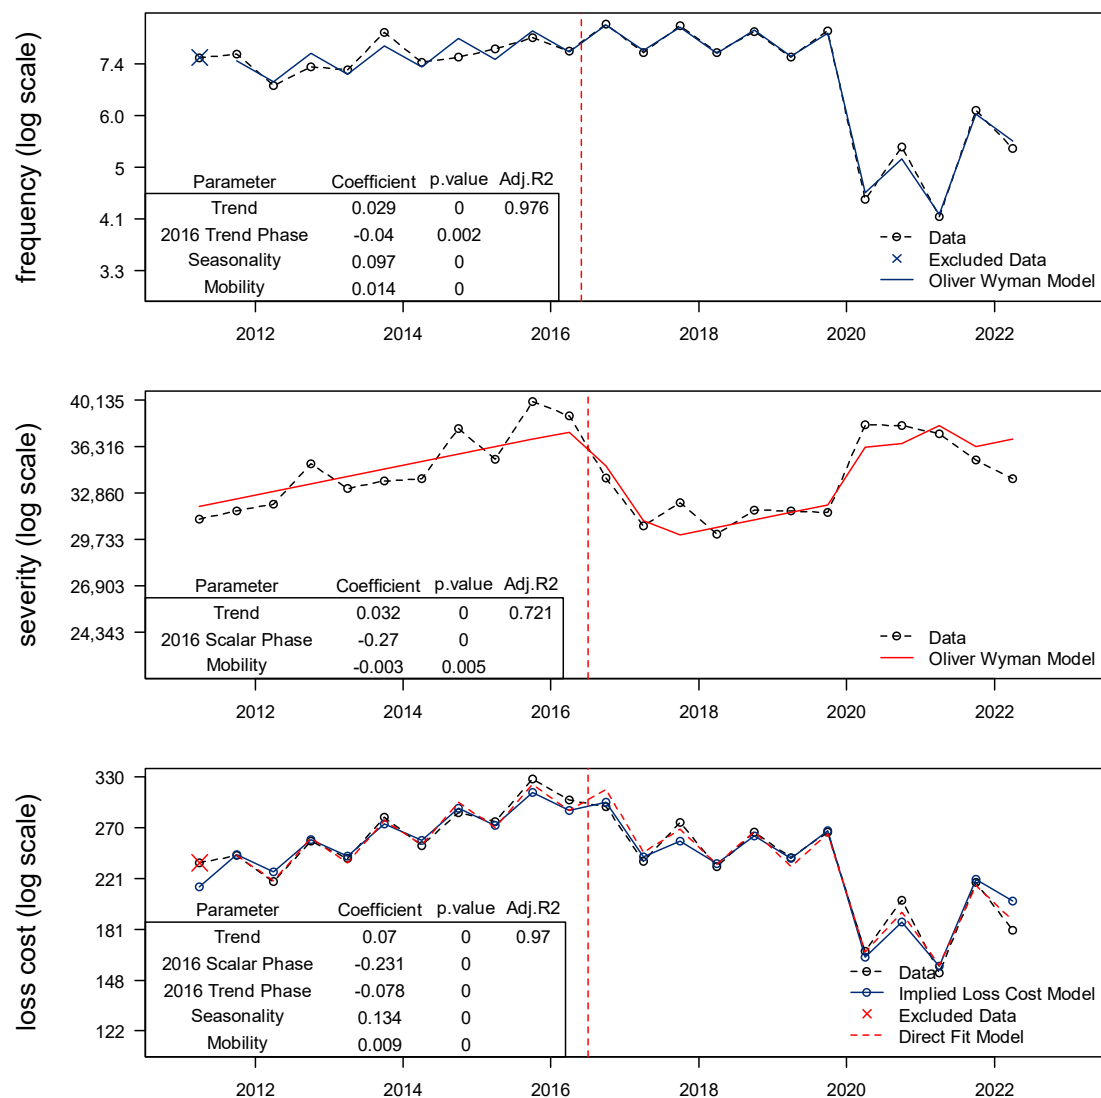 frequency (log scale)
7.4
6.0
5
4.1
3.3
Parameter Coefficient p.value Adj.R2
Trend 0.029 0 0.976
2016 Trend Phase -0.04 0.002
Seasonality 0.097 0
Mobility 0.014 0
Data
Excluded Data
Oliver Wyman Model
2012 2014 2016 2018 2020 2022
severity (log scale)
40,135
36,316
32,860
29,733
26,903
24,343
Parameter Coefficient p.value Adj.R2
Trend 0.032 0 0.721
2016 Scalar Phase -0.27 0
Mobility -0.003 0.005
Data
Oliver Wyman Model
2012 2014 2016 2018 2020 2022
loss cost (log scale)
330
270
221
181
148
122
Parameter Coefficient p.value Adj.R2
Trend 0.07 0 0.97
2016 Scalar Phase -0.231 0
2016 Trend Phase -0.078 0
Seasonality 0.134 0
Mobility 0.009 0
Data
Implied Loss Cost Model
Excluded Data
Direct Fit Model
2012 2014 2016 2018 2020 2022